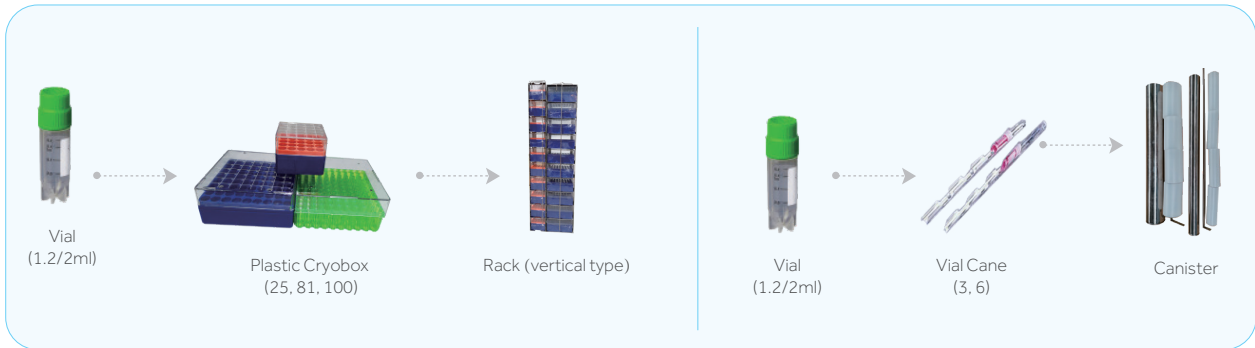 Vial
(1.2/2ml)
Plastic Cryobox
(25, 81, 100)
Rack (vertical type)
Vial
(1.2/2ml)
Vial Cane
(3, 6)
Canister